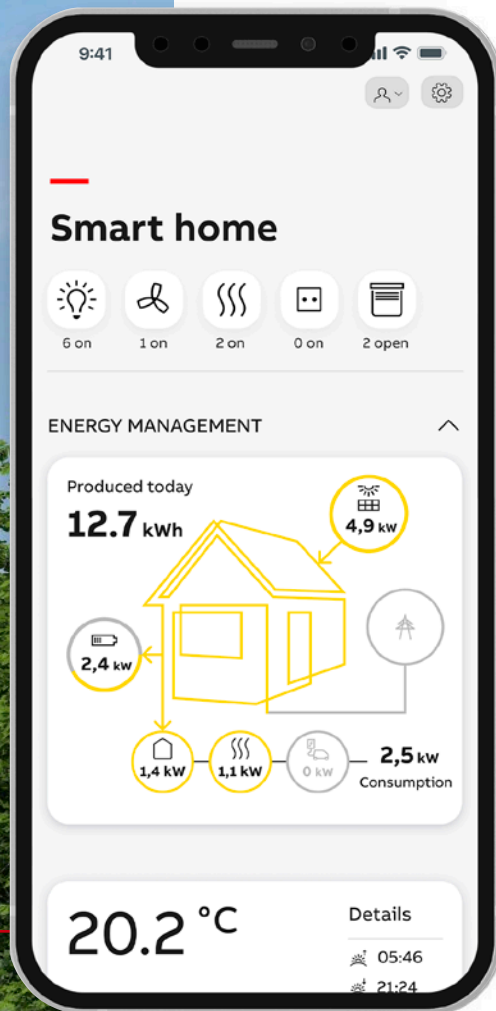 9:41
Smart home
6 on
1 on
2 on
0 on
2 open
ENERGY MANAGEMENT
Produced today
12.7 kWh
4,9 kW
2,4 kW
1,4 kW
1,1 kW
0 kW
2,5 kW
Consumption
20.2 °C
Details
05:46
21:24